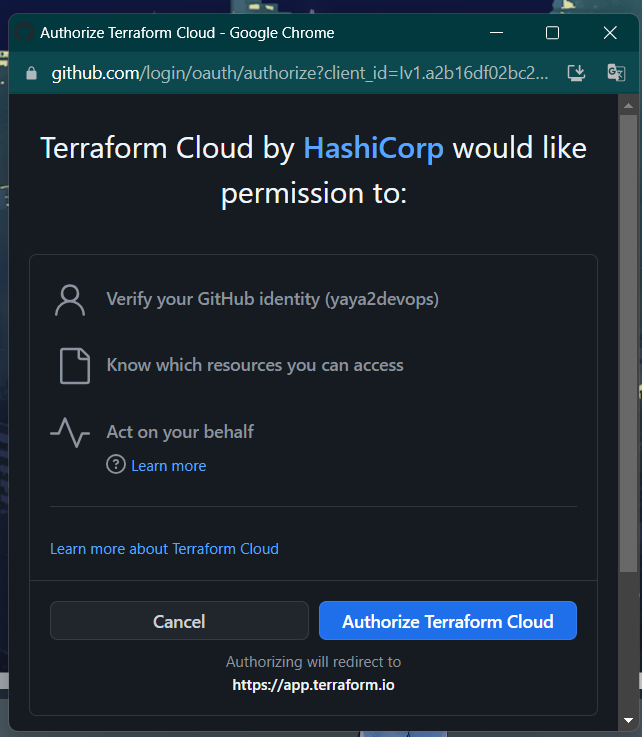 Authorize Terraform Cloud - Google Chrome
github.com/login/oauth/authorize?client_id=Iv1.a2b16df02bc2...
Terraform Cloud by HashiCorp would like
permission to:
Verify your GitHub identity (yaya2devops)
Know which resources you can access
Act on your behalf
Learn more
Learn more about Terraform Cloud
Cancel
Authorize Terraform Cloud
Authorizing will redirect to
https://app.terraform.io